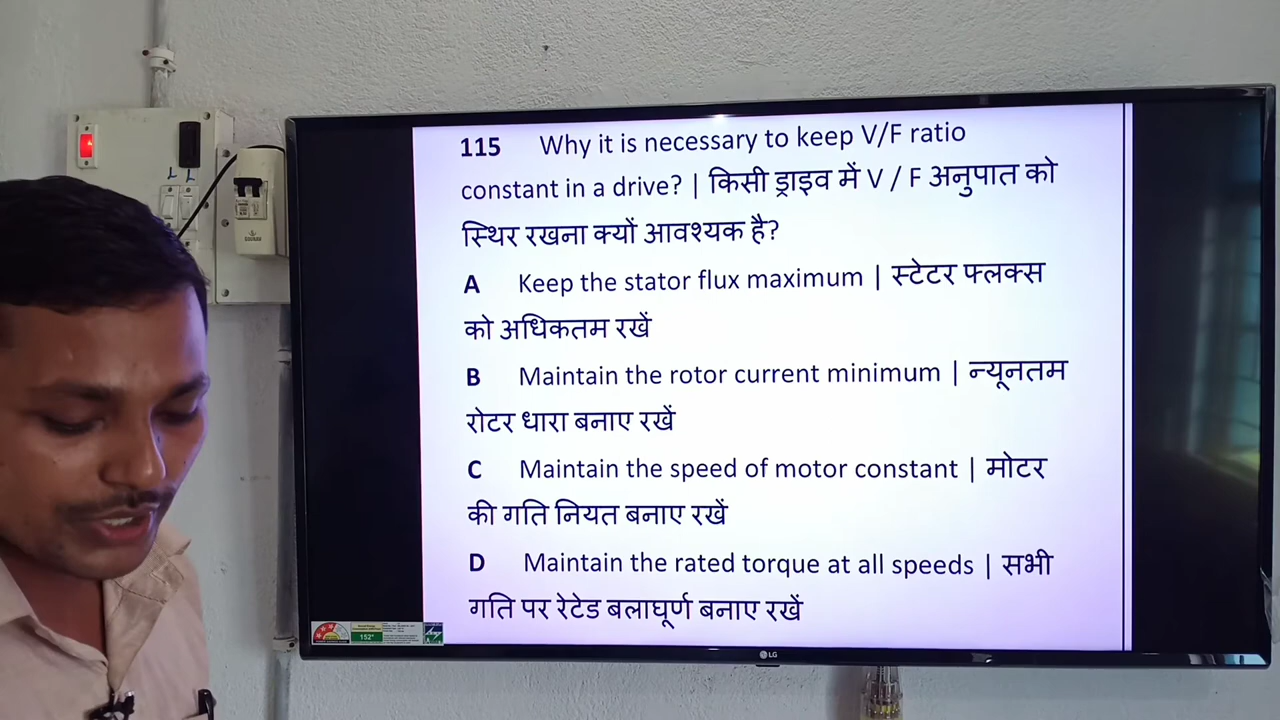 115 Why it is necessary to keep V/F ratio
constant in a drive? | किसी ड्राइव में V / F अनुपात को
स्थिर रखना क्यों आवश्यक है?
A Keep the stator flux maximum | स्टेटर फ्लक्स
को अधिकतम रखें
B Maintain the rotor current minimum | न्यूनतम
रोटर धारा बनाए रखें
C Maintain the speed of motor constant | मोटर
की गति नियत बनाए रखें
D Maintain the rated torque at all speeds | सभी
गति पर रेटेड बलाघूर्ण बनाए रखें
152*
LG